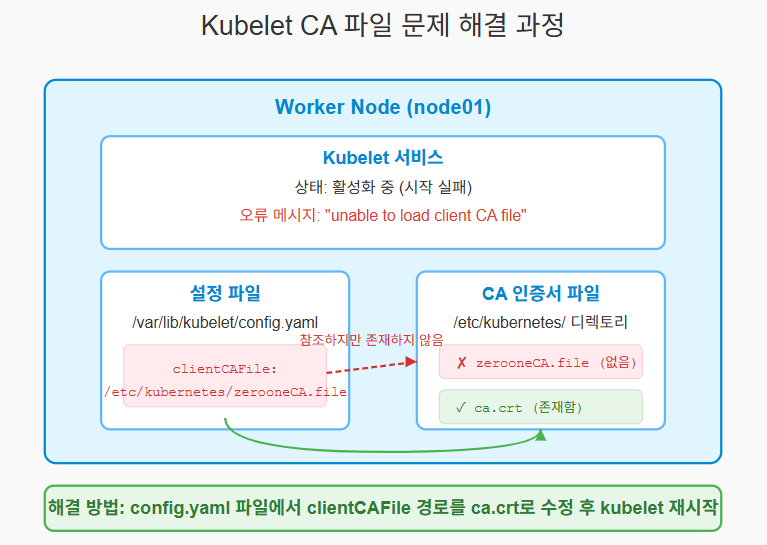 Kubelet CA 파일 문제 해결 과정
Worker Node (node01)
Kubelet 서비스
상태: 활성화 중 (시작 실패)
오류 메시지: "unable to load client CA file"
설정 파일
/var/lib/kubelet/config.yaml
clientCAFile:
/etc/kubernetes/zerooneCA.file
참조하지만 존재하지 않음
CA 인증서 파일
/etc/kubernetes/ 디렉토리
✗ zerooneCA.file (없음)
✓ ca.crt (존재함)
해결 방법: config.yaml 파일에서 clientCAFile 경로를 ca.crt로 수정 후 kubelet 재시작